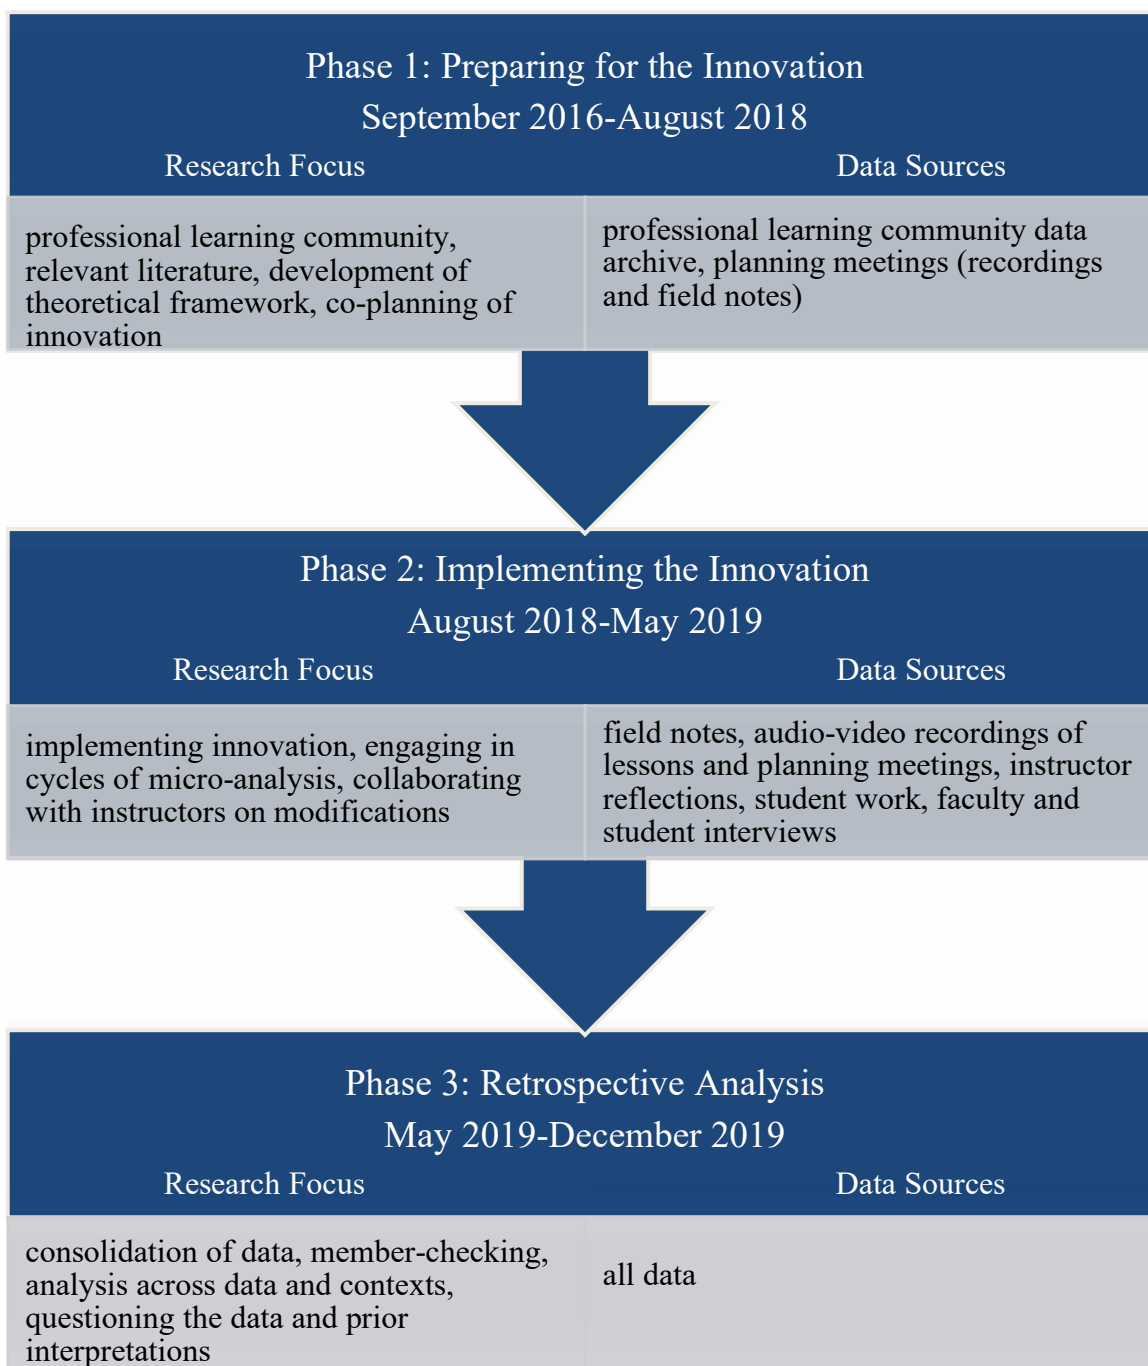 Phase 1: Preparing for the Innovation
September 2016-August 2018
Research Focus
Data Sources
professional learning community,
relevant literature, development of
theoretical framework, co-planning of
innovation
professional learning community data
archive, planning meetings (recordings
and field notes)
Phase 2: Implementing the Innovation
August 2018-May 2019
Research Focus
Data Sources
implementing innovation, engaging in
cycles of micro-analysis, collaborating
with instructors on modifications
field notes, audio-video recordings of
lessons and planning meetings, instructor
reflections, student work, faculty and
student interviews
Phase 3: Retrospective Analysis
May 2019-December 2019
Research Focus
Data Sources
consolidation of data, member-checking,
analysis across data and contexts,
questioning the data and prior
interpretations
all data